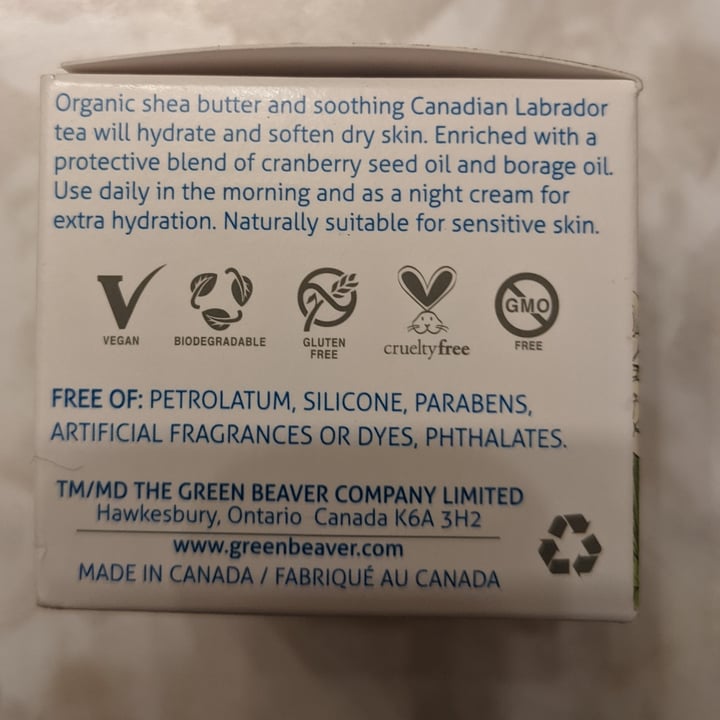 Organic shea butter and soothing Canadian Labrador
tea will hydrate and soften dry skin. Enriched with a
protective blend of cranberry seed oil and borage oil.
Use daily in the morning and as a night cream for
extra hydration. Naturally suitable for sensitive skin.
VEGAN
BIODEGRADABLE
GLUTEN
FREE
crueltyfree
GMO
FREE
FREE OF: PETROLATUM, SILICONE, PARABENS,
ARTIFICIAL FRAGRANCES OR DYES, PHTHALATES.
TM/MD THE GREEN BEAVER COMPANY LIMITED
Hawkesbury, Ontario Canada K6A 3H2
www.greenbeaver.com
MADE IN CANADA / FABRIQUÉ AU CANADA